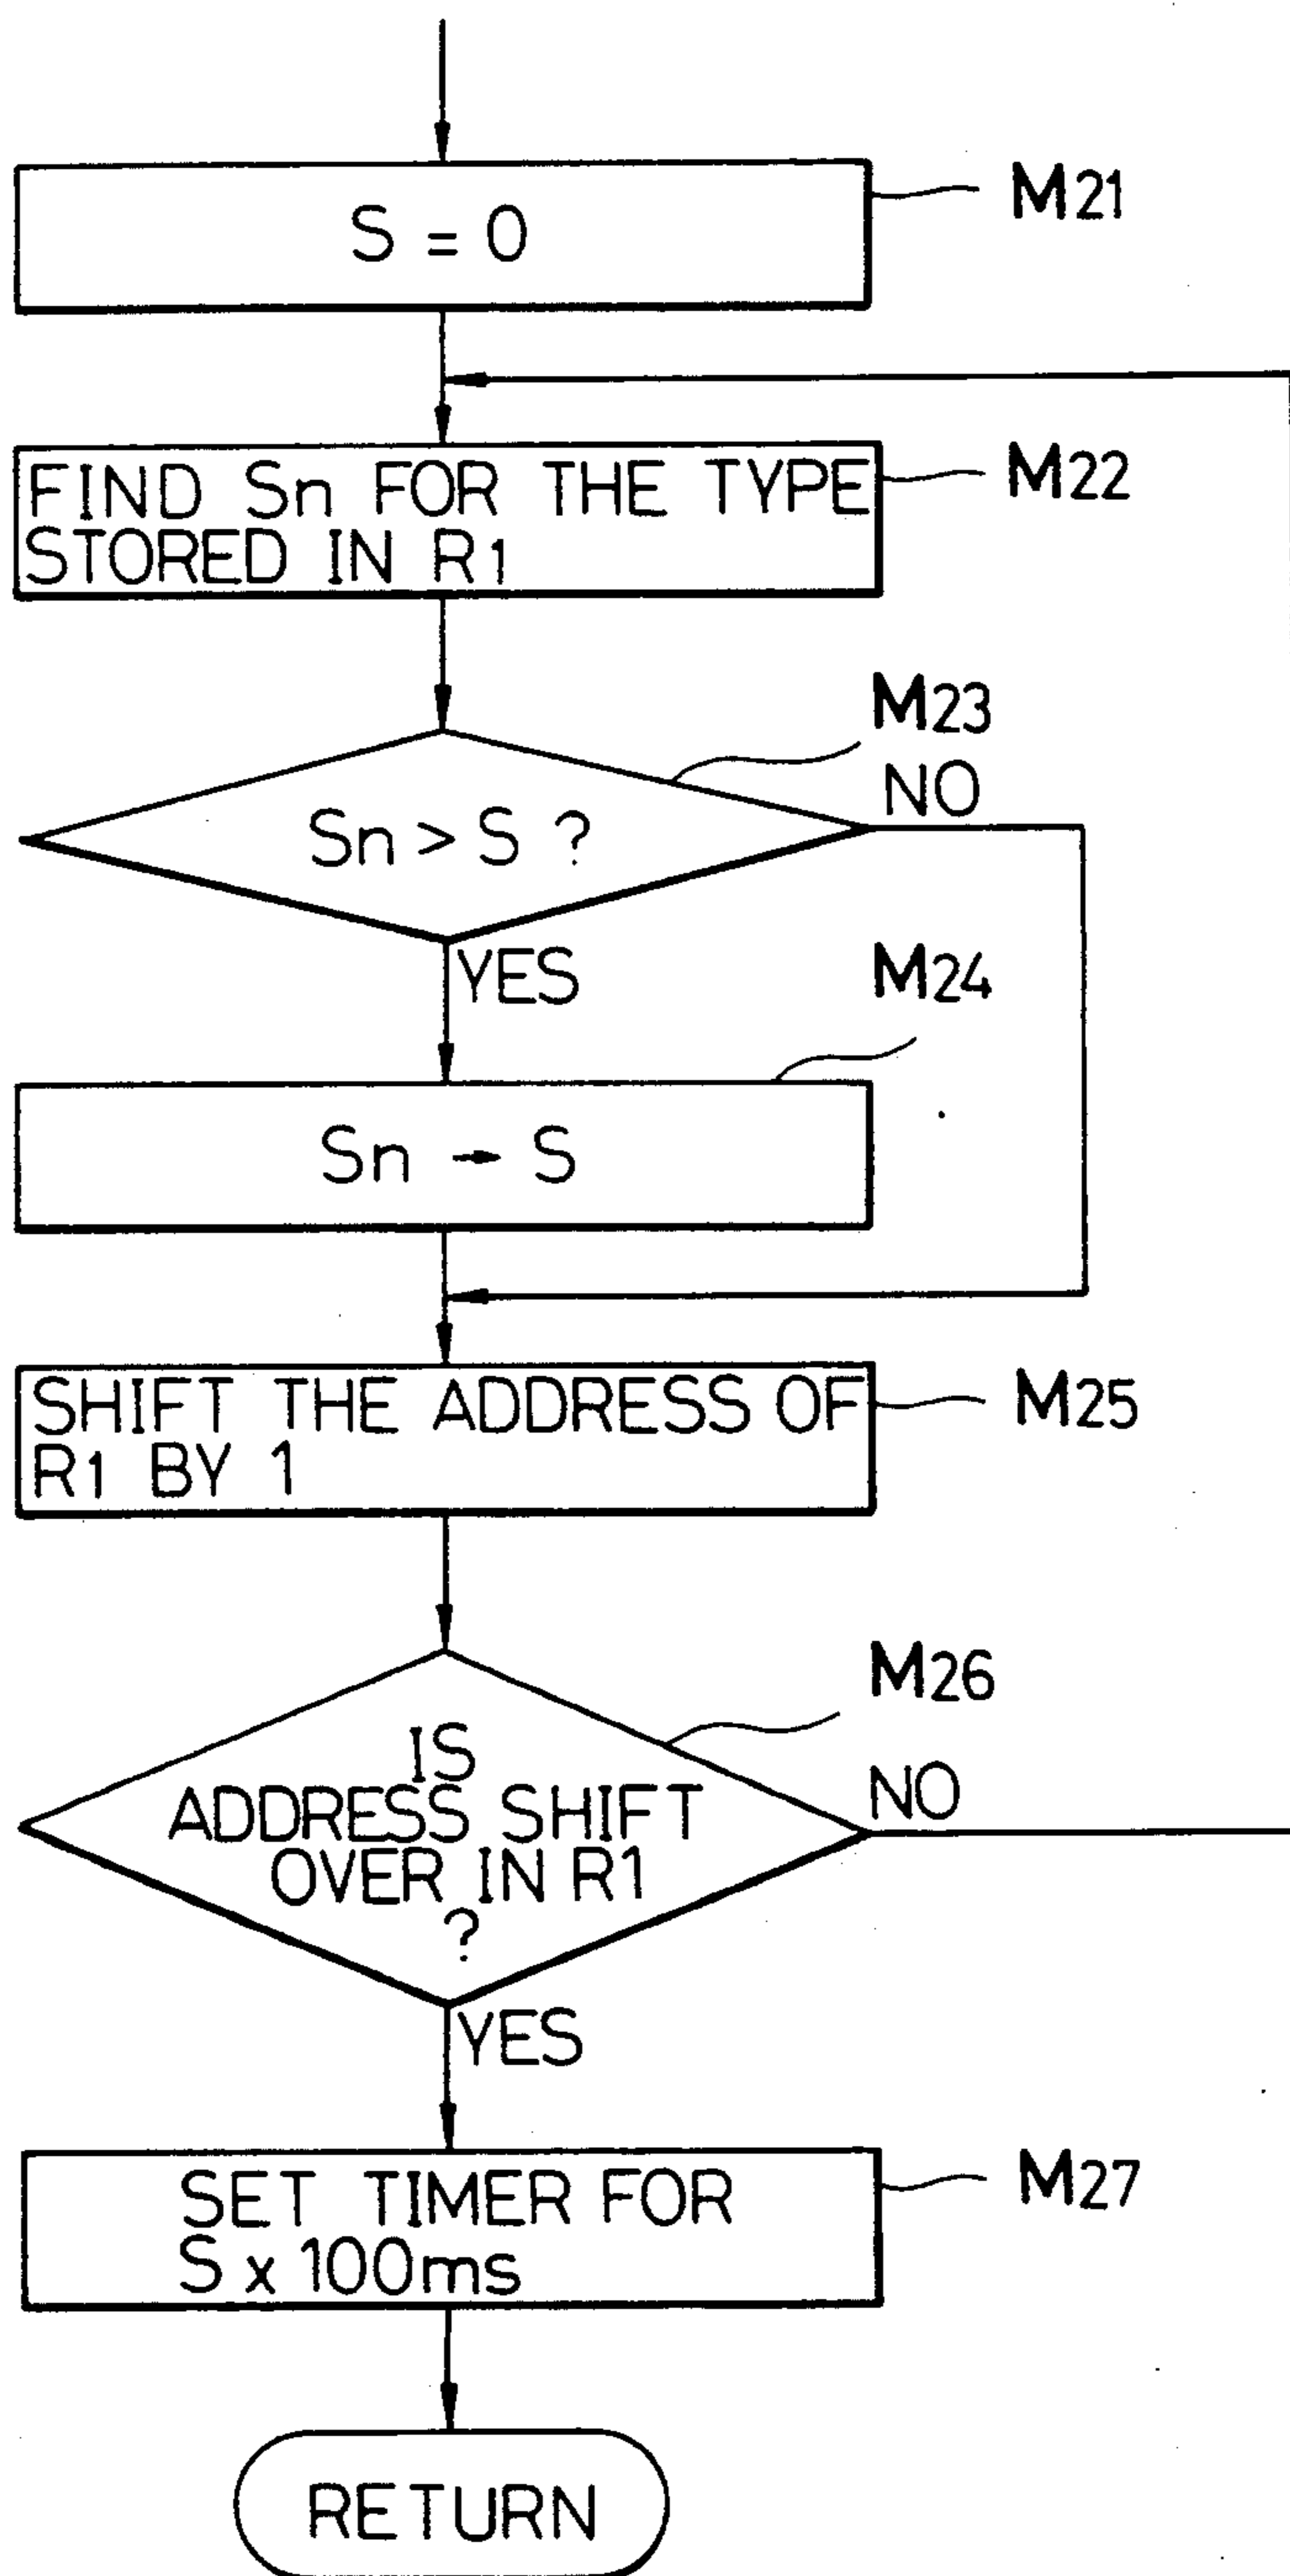 S = 0
M21
FIND Sn FOR THE TYPE
STORED IN R1
M22
M23
Sn > S ?
NO
YES
M24
Sn → S
SHIFT THE ADDRESS OF
R1 BY 1
M25
M26
IS
ADDRESS SHIFT
OVER IN R1
?
NO
YES
SET TIMER FOR
S x 100ms
M27
RETURN